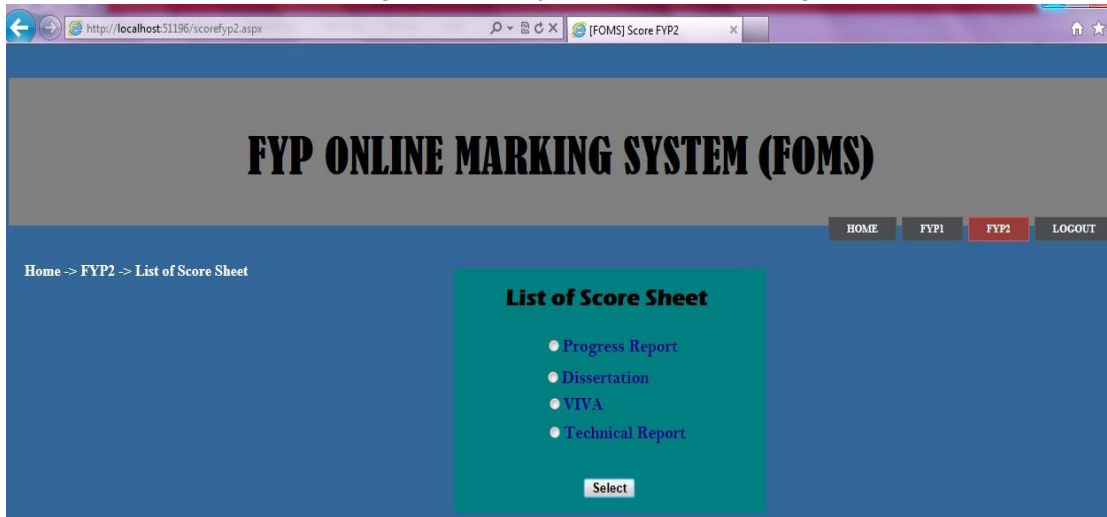 http://localhost:51196/scorefyp2.aspx
[FOMS] Score FYP2
FYP ONLINE MARKING SYSTEM (FOMS)
HOME FYP1 FYP2 LOGOUT
Home -> FYP2 -> List of Score Sheet
List of Score Sheet
Progress Report
Dissertation
VIVA
Technical Report
Select